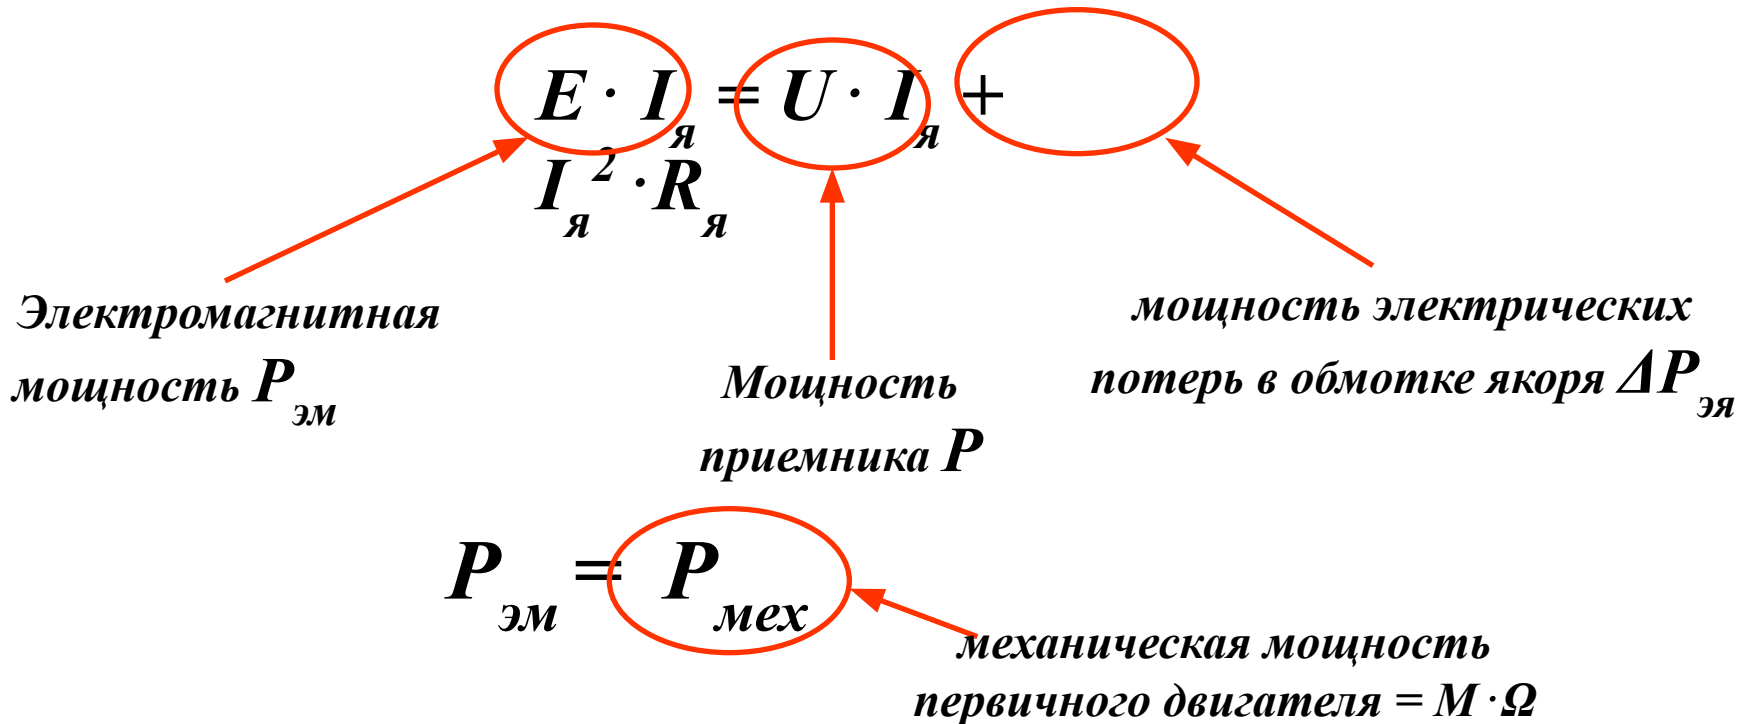 E · Iя = U · Iя +
Iя² · Rя
Электромагнитная
мощность Pэм
Мощность
приемника P
мощность электрических
потерь в обмотке якоря ΔPэя
Pэм = Pмех
механическая мощность
первичного двигателя = M · Ω